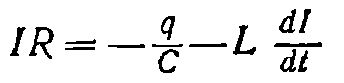 IR = − q/C − L dI/dt